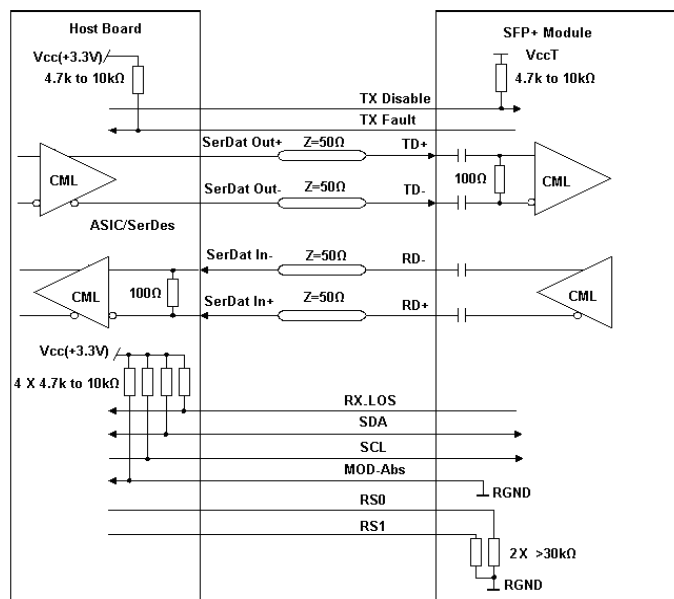 Host Board
SFP+ Module
Vcc(+3.3V)
VccT
4.7k to 10kΩ
4.7k to 10kΩ
TX Disable
TX Fault
SerDat Out+
Z=50Ω
TD+
CML
100Ω
CML
SerDat Out-
Z=50Ω
TD-
ASIC/SerDes
SerDat In-
Z=50Ω
RD-
CML
100Ω
CML
SerDat In+
Z=50Ω
RD+
Vcc(+3.3V)
4 X 4.7k to 10kΩ
RX.LOS
SDA
SCL
MOD-Abs
RGND
RS0
RS1
2X >30kΩ
RGND